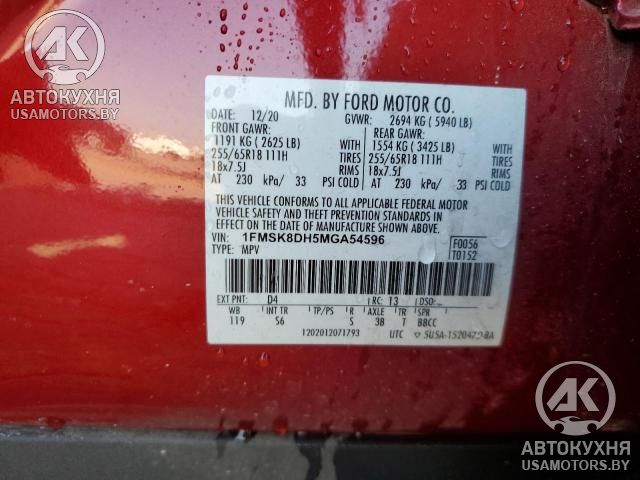 АК
АВТОКУХНЯ
USAMOTORS.BY
MFD. BY FORD MOTOR CO.
DATE: 12/20 GVWR: 2694 KG ( 5940 LB)
FRONT GAWR: REAR GAWR:
1191 KG ( 2625 LB) WITH 1554 KG ( 3425 LB) WITH
255/65R18 111H TIRES 255/65R18 111H TIRES
18x7.5J RIMS 18x7.5J RIMS
AT 230 kPa/ 33 PSI COLD AT 230 kPa/ 33 PSI COLD
THIS VEHICLE CONFORMS TO ALL APPLICABLE FEDERAL MOTOR
VEHICLE SAFETY AND THEFT PREVENTION STANDARDS IN
EFFECT ON THE DATE OF MANUFACTURE SHOWN ABOVE.
VIN: 1FMSK8DH5MGA54596 F0056
TYPE: MPV T0152
EXT PNT: D4 RC: 13 DSO:
WB INT TR TP/PS R AXLE TR SPR
119 S6 S 3B T BBCC
1202012071793 UTC
АК
АВТОКУХНЯ
USAMOTORS.BY